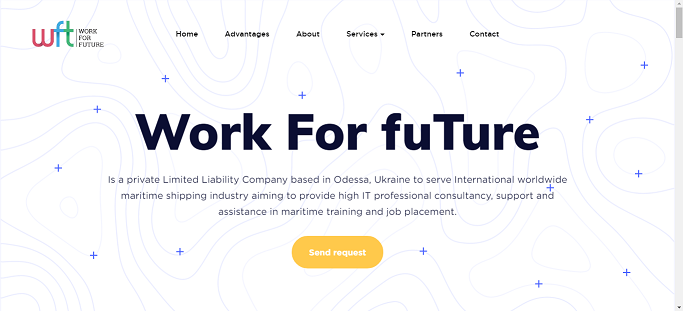 wft WORK
FOR
FUTURE
Home Advantages About Services Partners Contact
Work For fuTure
Is a private Limited Liability Company based in Odessa, Ukraine to serve International worldwide
maritime shipping industry aiming to provide high IT professional consultancy, support and
assistance in maritime training and job placement.
Send request